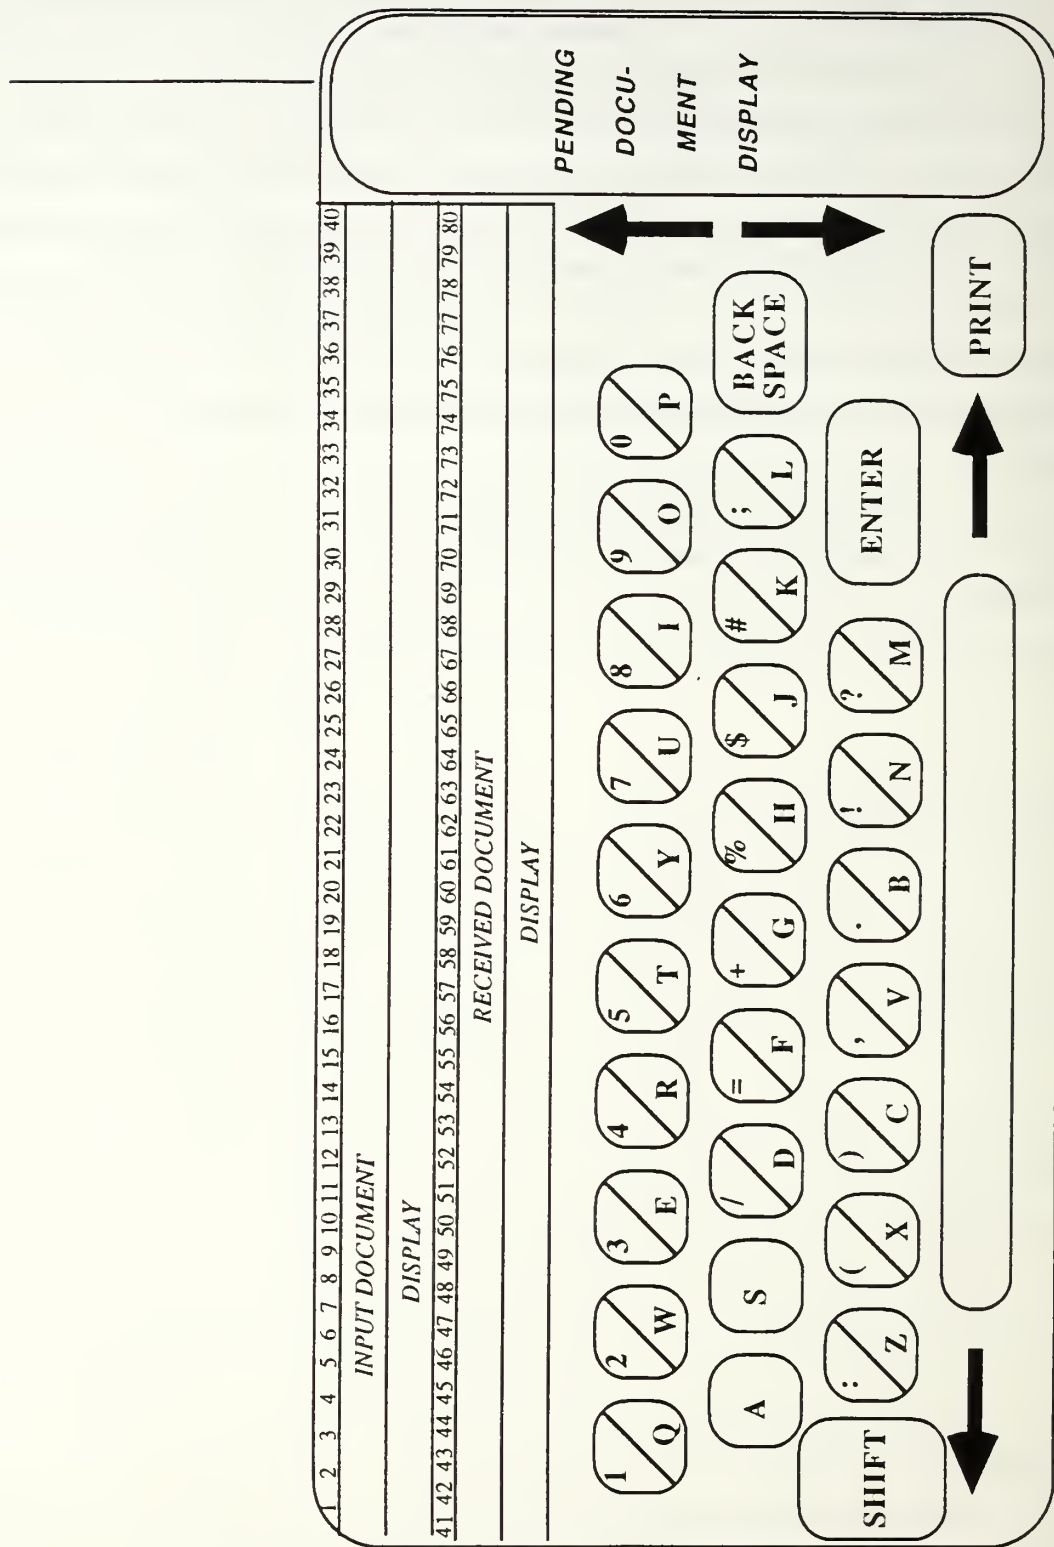 1 2 3 4 5 6 7 8 9 10 11 12 13 14 15 16 17 18 19 20 21 22 23 24 25 26 27 28 29 30 31 32 33 34 35 36 37 38 39 40
INPUT DOCUMENT
DISPLAY
41 42 43 44 45 46 47 48 49 50 51 52 53 54 55 56 57 58 59 60 61 62 63 64 65 66 67 68 69 70 71 72 73 74 75 76 77 78 79 80
RECEIVED DOCUMENT
DISPLAY
PENDING
DOCU-
MENT
DISPLAY
1 2 3 4 5 6 7 8 9 0
Q W E R T Y U I O P
/ = + % $ # ;
A S D F G H J K L
BACK
SPACE
: ( ) , . ! ?
SHIFT Z X C V B N M ENTER
PRINT